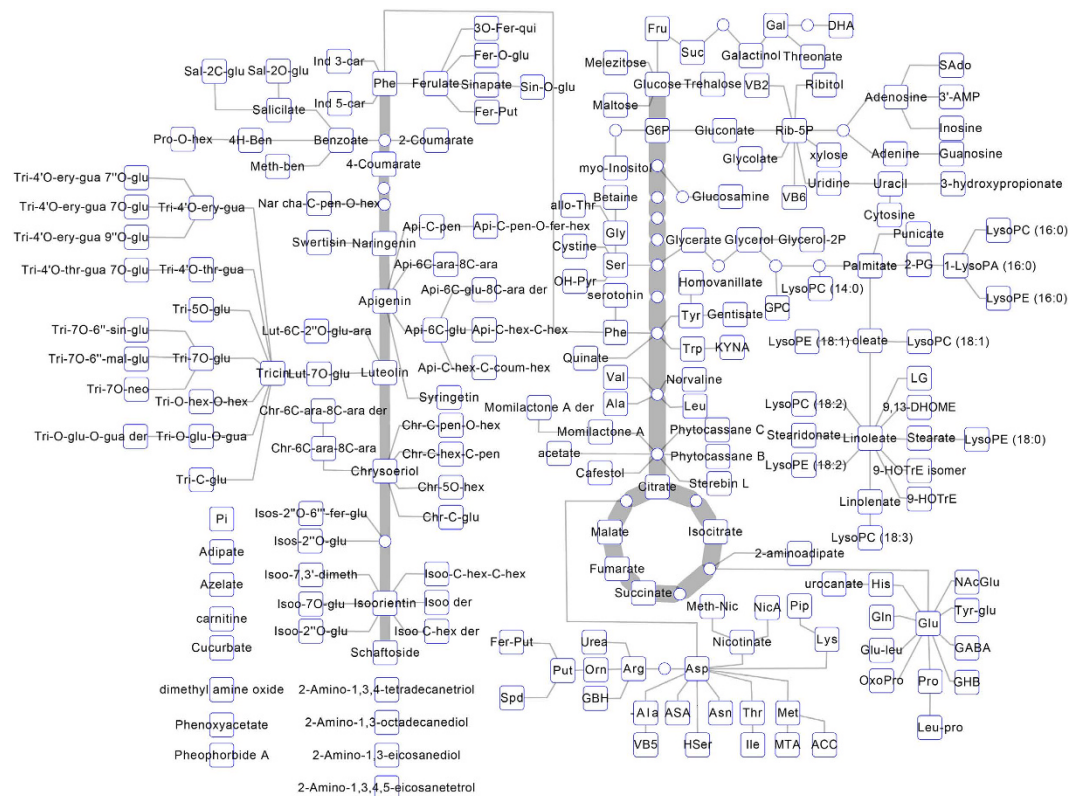 3O-Fer-qui
Ind 3-car
Fer-O-glu
Sal-2C-glu
Sal-2O-glu
Phe
Ferulate
Sinapate
Sin-O-glu
Ind 5-car
Fer-Put
Salicilate
Pro-O-hex
4H-Ben
Benzoate
2-Coumarate
Meth-ben
4-Coumarate
Tri-4'O-ery-gua 7''O-glu
Tri-4'O-ery-gua 7O-glu
Tri-4'O-ery-gua
Tri-4'O-ery-gua 9''O-glu
Nar cha-C-pen-O-hex
Api-C-pen
Api-C-pen-O-fer-hex
Swertisin
Naringenin
Tri-4'O-thr-gua 7O-glu
Tri-4'O-thr-gua
Api-6C-ara-8C-ara
Api-6C-glu-8C-ara der
Tri-5O-glu
Apigenin
Tri-7O-6''-sin-glu
Lut-6C-2''O-glu-ara
Api-6C-glu
Api-C-hex-C-hex
Tri-7O-6''-mal-glu
Tri-7O-glu
Tri-7O-neo
Tricin
Lut-7O-glu
Luteolin
Api-C-hex-C-coum-hex
Tri-O-hex-O-hex
Syringetin
Chr-6C-ara-8C-ara der
Chr-C-pen-O-hex
Tri-O-glu-O-gua der
Tri-O-glu-O-gua
Chr-6C-ara-8C-ara
Chr-C-hex-C-pen
Tri-C-glu
Chrysoeriol
Chr-5O-hex
Chr-C-glu
Isos-2''O-6'''-fer-glu
Isos-2''O-glu
Isoo-7,3'-dimeth
Isoo-C-hex-C-hex
Isoo-7O-glu
Isoorientin
Isoo der
Isoo-2''O-glu
Isoo C-hex der
Schaftoside
Pi
Adipate
Azelate
carnitine
Cucurbate
dimethyl amine oxide
Phenoxyacetate
Pheophorbide A
2-Amino-1,3,4-tetradecanetriol
2-Amino-1,3-octadecanediol
2-Amino-1,3-eicosanediol
2-Amino-1,3,4,5-eicosanetetrol
Fru
Suc
Gal
DHA
Galactinol
Threonate
Melezitose
Glucose
Trehalose
VB2
Ribitol
SAdo
Maltose
Adenosine
3'-AMP
G6P
Gluconate
Rib-5P
Inosine
myo-Inositol
Glycolate
xylose
Adenine
Guanosine
Betaine
Glucosamine
VB6
Uridine
Uracil
3-hydroxypropionate
allo-Thr
Cytosine
Gly
Glycerate
Glycerol
Glycerol-2P
Punicate
LysoPC (16:0)
Cystine
Ser
Palmitate
2-PG
1-LysoPA (16:0)
OH-Pyr
Homovanillate
LysoPC (14:0)
GPC
LysoPE (16:0)
serotonin
Tyr
Gentisate
Phe
Trp
KYNA
LysoPE (18:1)
oleate
LysoPC (18:1)
Quinate
Val
Norvaline
Ala
Leu
LG
Momilactone A der
LysoPC (18:2)
9,13-DHOME
Momilactone A
Phytocassane C
Stearidonate
Linoleate
Stearate
LysoPE (18:0)
acetate
Phytocassane B
LysoPE (18:2)
9-HOTrE isomer
Cafestol
Sterebin L
Citrate
Linolenate
9-HOTrE
Malate
Isocitrate
LysoPC (18:3)
Fumarate
2-aminoadipate
Succinate
urocanate
His
NAcGlu
Meth-Nic
NicA
Pip
Gln
Glu
Tyr-glu
Fer-Put
Urea
Nicotinate
Lys
Glu-leu
GABA
Put
Orn
Arg
Asp
OxoPro
Pro
GHB
Spd
GBH
-Ala
ASA
Asn
Thr
Met
Leu-pro
VB5
HSer
Ile
MTA
ACC